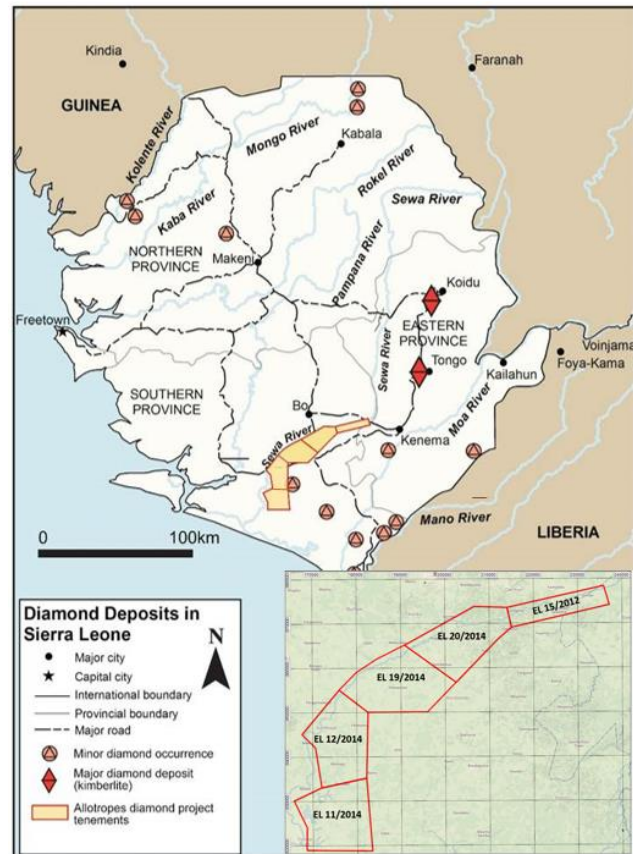 Kindia
Faranah
GUINEA
Kolente River
Mongo River
Kabala
Rokel River
Kaba River
Sewa River
NORTHERN
PROVINCE
Makeni
Pampana River
Koidu
Freetown
EASTERN
PROVINCE
Sewa River
Tongo
Voinjama
Foya-Kama
Kailahun
SOUTHERN
PROVINCE
Moa River
Bo
Sewa River
Kenema
Mano River
0
100km
LIBERIA
Diamond Deposits in
Sierra Leone
N
Major city
Capital city
International boundary
Provincial boundary
Major road
Minor diamond occurrence
Major diamond deposit
(kimberlite)
Allotropes diamond project
tenements
EL 15/2012
EL 20/2014
EL 19/2014
EL 12/2014
EL 11/2014